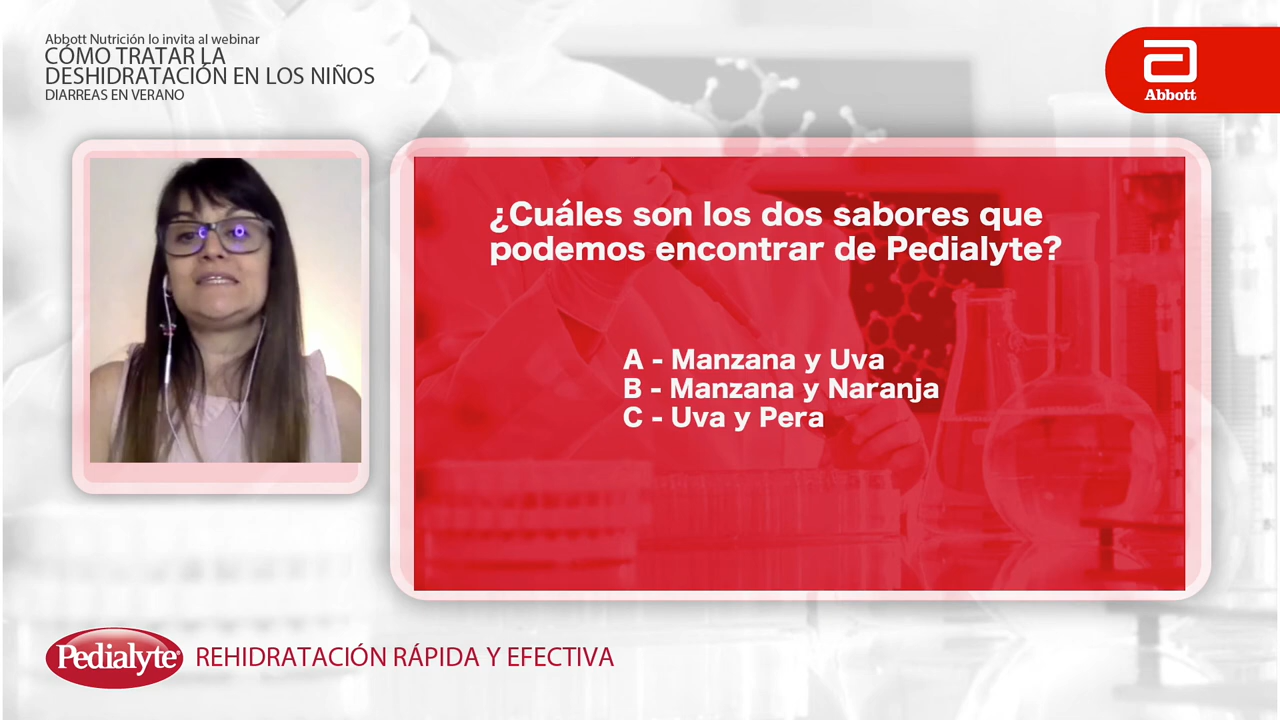 Abbott Nutrición lo invita al webinar
CÓMO TRATAR LA
DESHIDRATACIÓN EN LOS NIÑOS
DIARREAS EN VERANO
Abbott
¿Cuáles son los dos sabores que
podemos encontrar de Pedialyte?
A - Manzana y Uva
B - Manzana y Naranja
C - Uva y Pera
Pedialyte
REHIDRATACIÓN RÁPIDA Y EFECTIVA